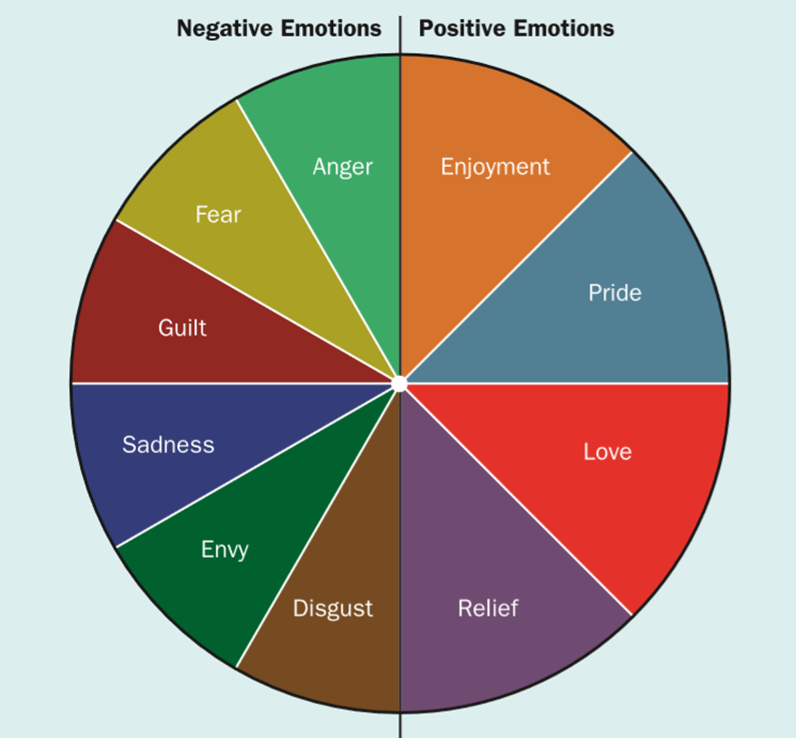 Negative Emotions
Positive Emotions
Anger
Enjoyment
Fear
Pride
Guilt
Sadness
Love
Envy
Disgust
Relief